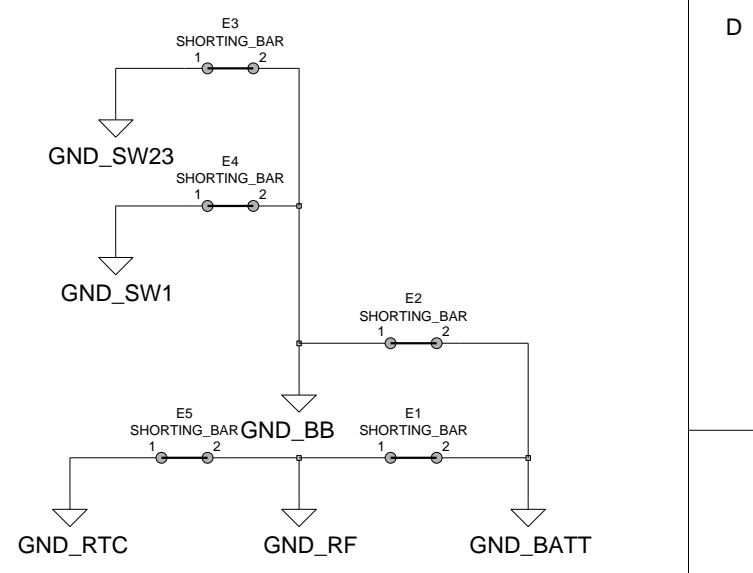 E3
SHORTING_BAR
1 2
D
GND_SW23
E4
SHORTING_BAR
1 2
GND_SW1
E2
SHORTING_BAR
1 2
E5
SHORTING_BAR
1 2
GND_BB
E1
SHORTING_BAR
1 2
GND_RTC
GND_RF
GND_BATT